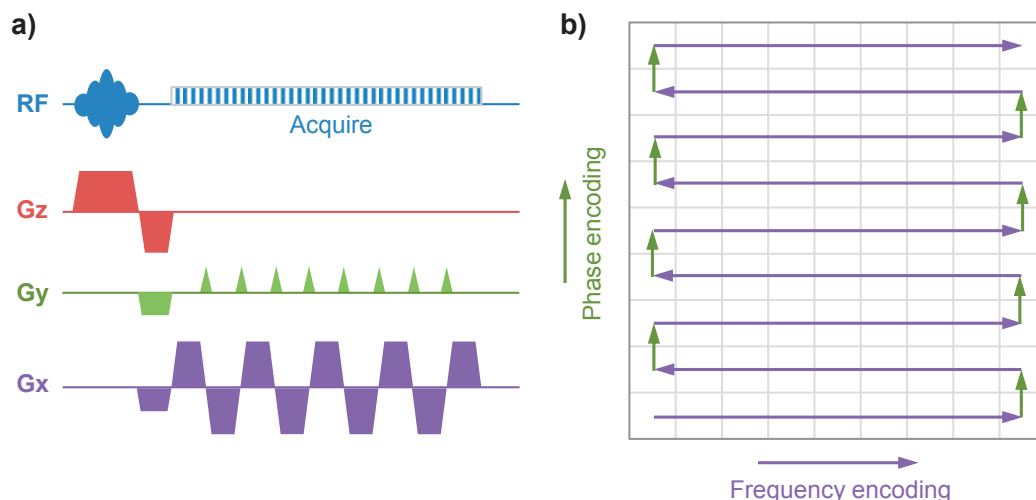 a)
RF
Acquire
Gz
Gy
Gx
b)
Phase encoding
Frequency encoding